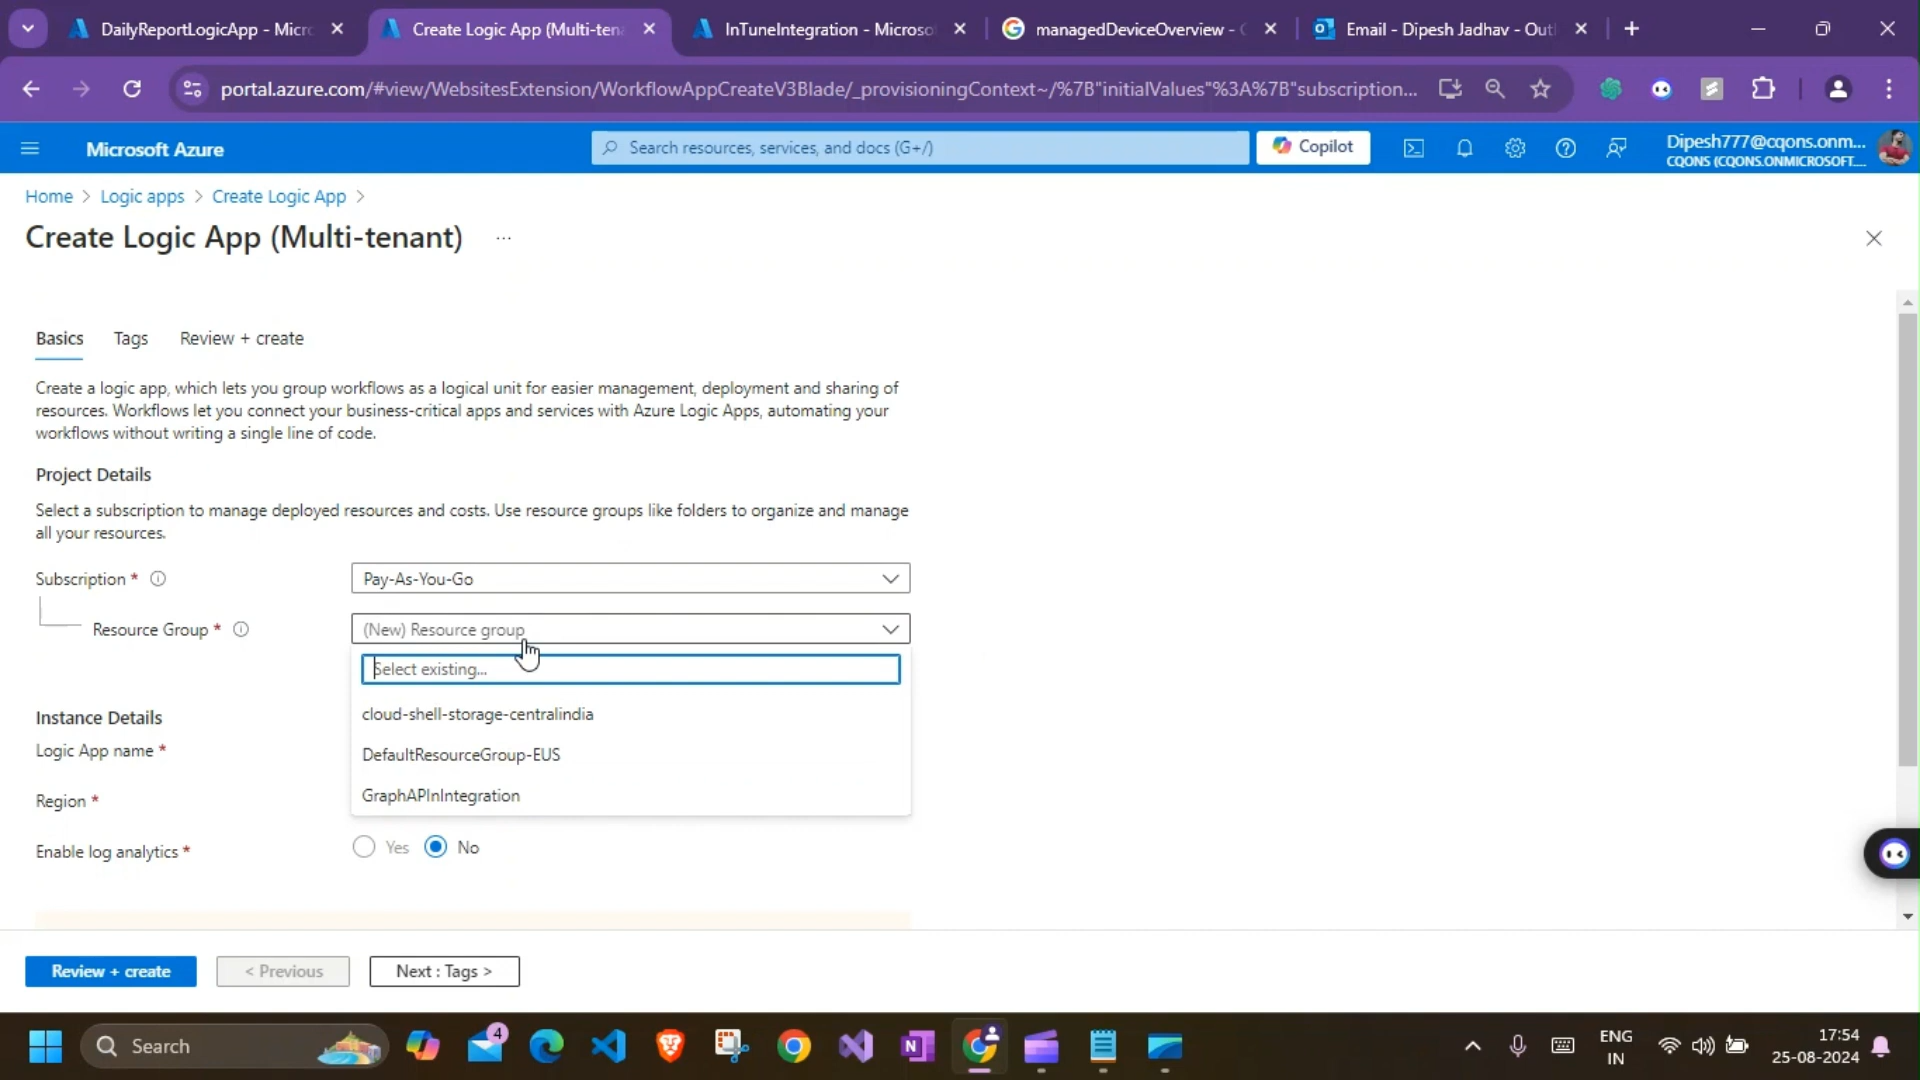 DailyReportLogicApp - Micro
Create Logic App (Multi-tena
InTuneIntegration - Microso
managedDeviceOverview - G
Email - Dipesh Jadhav - Outl
portal.azure.com/#view/WebsitesExtension/WorkflowAppCreateV3Blade/_provisioningContext~/%7B"initialValues"%3A%7B"subscription...
Microsoft Azure
Search resources, services, and docs (G+/)
Copilot
Dipesh777@cqons.onm...
CQONS (CQONS.ONMICROSOFT....
Home > Logic apps > Create Logic App >
Create Logic App (Multi-tenant) ...
Basics
Tags
Review + create
Create a logic app, which lets you group workflows as a logical unit for easier management, deployment and sharing of
resources. Workflows let you connect your business-critical apps and services with Azure Logic Apps, automating your
workflows without writing a single line of code.
Project Details
Select a subscription to manage deployed resources and costs. Use resource groups like folders to organize and manage
all your resources.
Subscription *
Pay-As-You-Go
Resource Group *
(New) Resource group
Select existing...
cloud-shell-storage-centralindia
DefaultResourceGroup-EUS
GraphAPInIntegration
Instance Details
Logic App name *
Region *
Enable log analytics *
Yes
No
Review + create
< Previous
Next : Tags >
Search
4
ENG
IN
17:54
25-08-2024